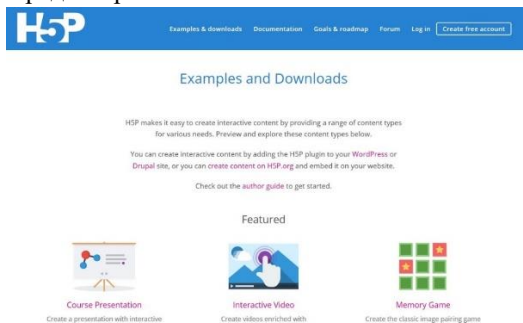 H5P
Examples & downloads Documentation Goals & roadmap Forum Log in Create free account
Examples and Downloads
H5P makes it easy to create interactive content by providing a range of content types
for various needs. Preview and explore these content types below.
You can create interactive content by adding the H5P plugin to your WordPress or
Drupal site, or you can create content on H5P.org and embed it on your website.
Check out the author guide to get started.
Featured
Course Presentation Interactive Video Memory Game
Create a presentation with interactive Create videos enriched with Create the classic image pairing game